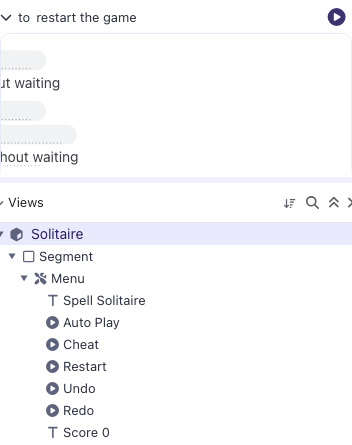 to restart the game
ut waiting
hout waiting
Views
Solitaire
Segment
Menu
Spell Solitaire
Auto Play
Cheat
Restart
Undo
Redo
Score 0